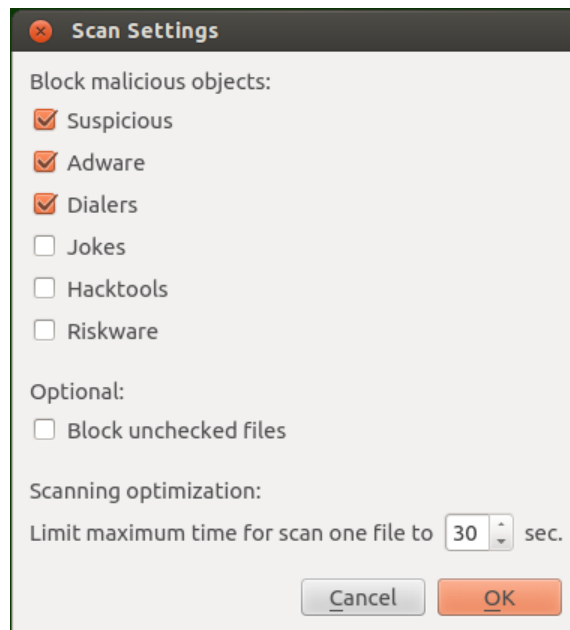 Scan Settings
Block malicious objects:
Suspicious
Adware
Dialers
Jokes
Hacktools
Riskware
Optional:
Block unchecked files
Scanning optimization:
Limit maximum time for scan one file to 30 sec.
Cancel OK